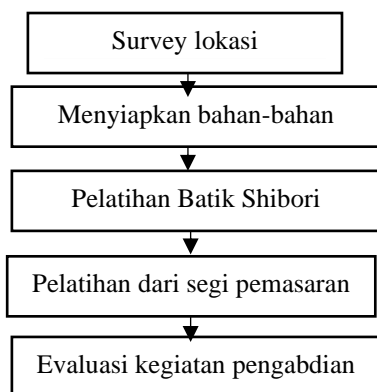 Survey lokasi
Menyiapkan bahan-bahan
Pelatihan Batik Shibori
Pelatihan dari segi pemasaran
Evaluasi kegiatan pengabdian